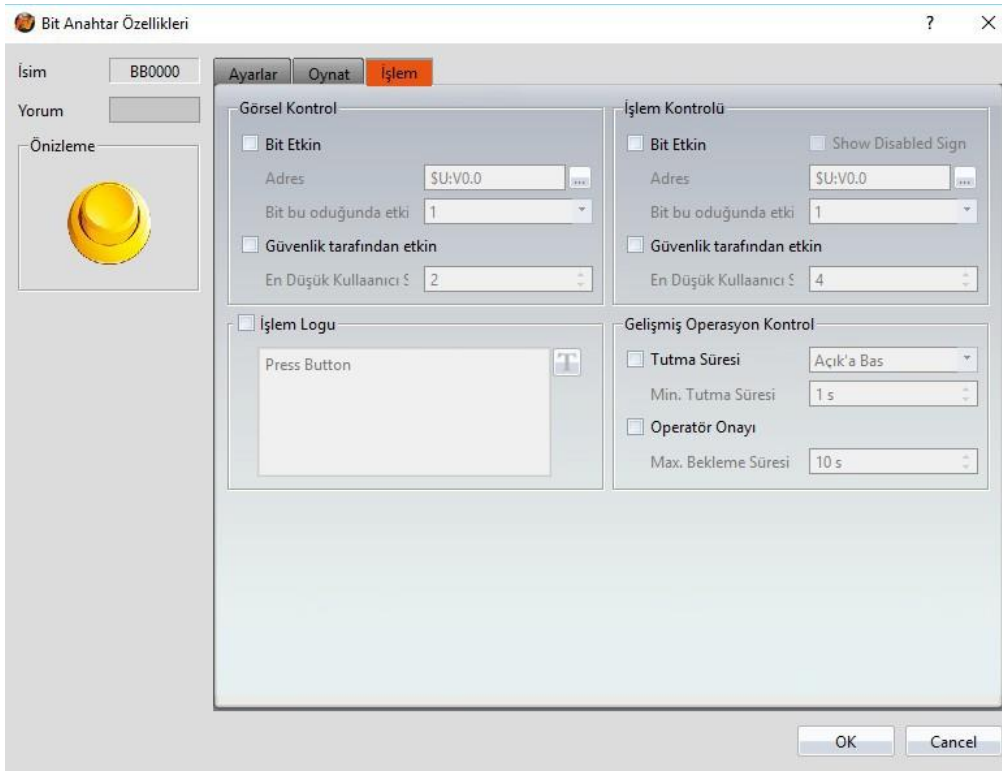 Bit Anahtar Özellikleri
?
İsim BB0000
Yorum
Önizleme
Ayarlar Oynat İşlem
Görsel Kontrol
Bit Etkin
Adres $U:V0.0 ...
Bit bu oduğunda etki 1
Güvenlik tarafından etkin
En Düşük Kullaanıcı S 2
İşlem Kontrolü
Bit Etkin Show Disabled Sign
Adres $U:V0.0 ...
Bit bu oduğunda etki 1
Güvenlik tarafından etkin
En Düşük Kullaanıcı S 4
İşlem Logu
Press Button T
Gelişmiş Operasyon Kontrol
Tutma Süresi Açık'a Bas
Min. Tutma Süresi 1 s
Operatör Onayı
Max. Bekleme Süresi 10 s
OK Cancel